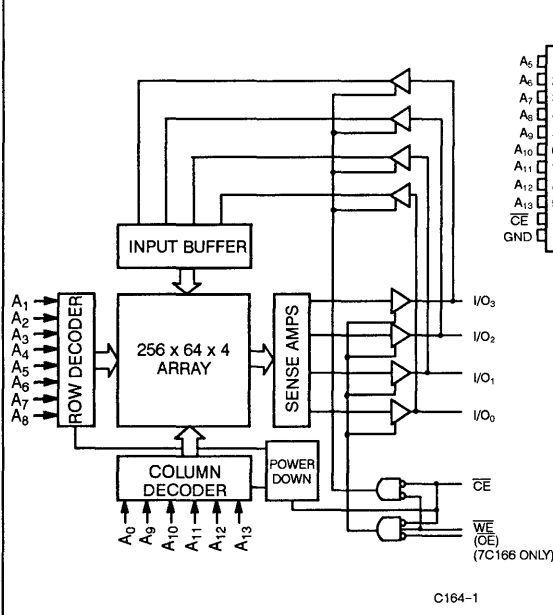 A5
A6
A7
A8
A9
A10
A11
A12
A13
CE
GND
INPUT BUFFER
A1
A2
A3
A4
A5
A6
A7
A8
ROW DECODER
256 x 64 x 4
ARRAY
SENSE AMPS
I/O3
I/O2
I/O1
I/O0
COLUMN
DECODER
POWER
DOWN
A0 A9 A10 A11 A12 A13
CE
WE
(OE)
(7C166 ONLY)
C164-1